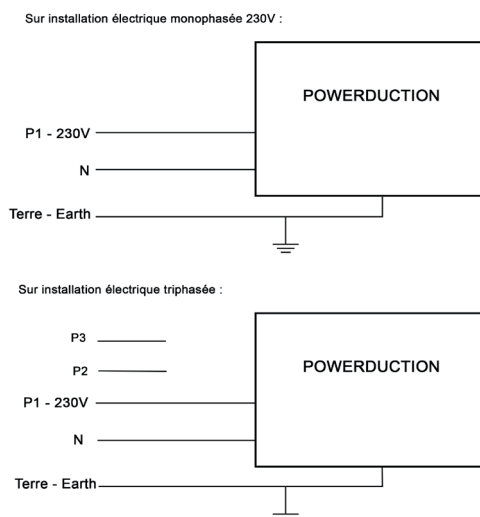 Sur installation électrique monophasée 230V :
POWERDUCTION
P1 - 230V
N
Terre - Earth
Sur installation électrique triphasée :
P3
P2
POWERDUCTION
P1 - 230V
N
Terre - Earth